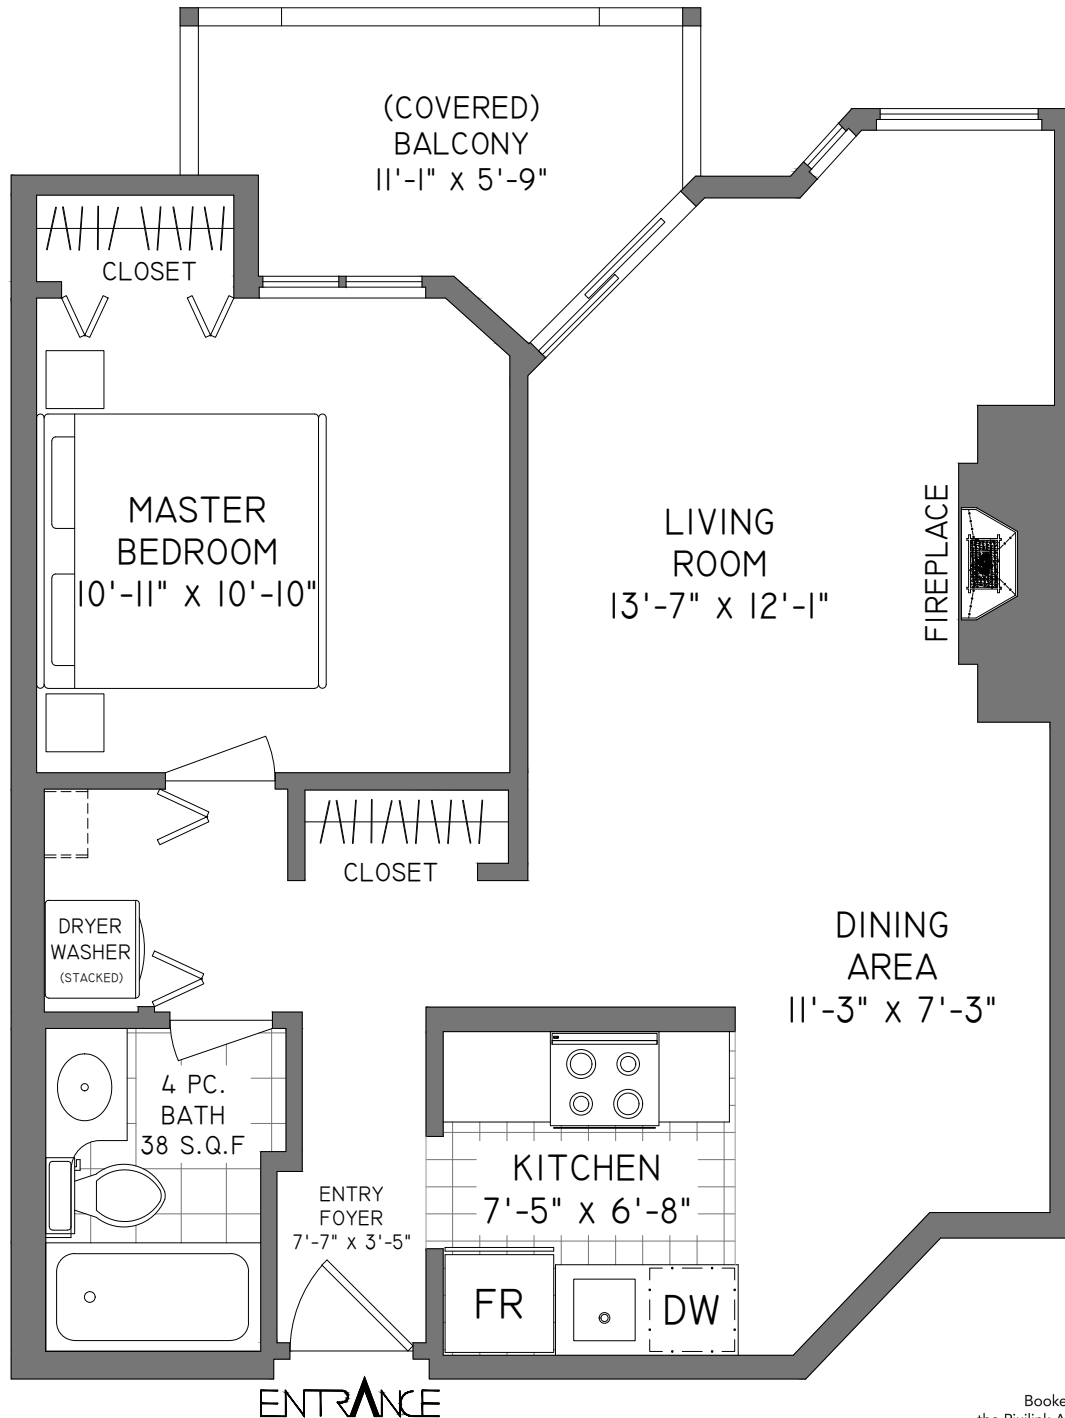 (COVERED)
BALCONY
11'-1" X 5'-9"
CLOSET
MASTER
BEDROOM
10'-11" X 10'-10"
LIVING
ROOM
13'-7" X 12'-1"
FIREPLACE
CLOSET
DRYER
WASHER
(STACKED)
DINING
AREA
11'-3" X 7'-3"
4 PC.
BATH
38 S.Q.F
KITCHEN
7'-5" X 6'-8"
ENTRY
FOYER
7'-7" X 3'-5"
FR
DW
ENTRANCE
Booke